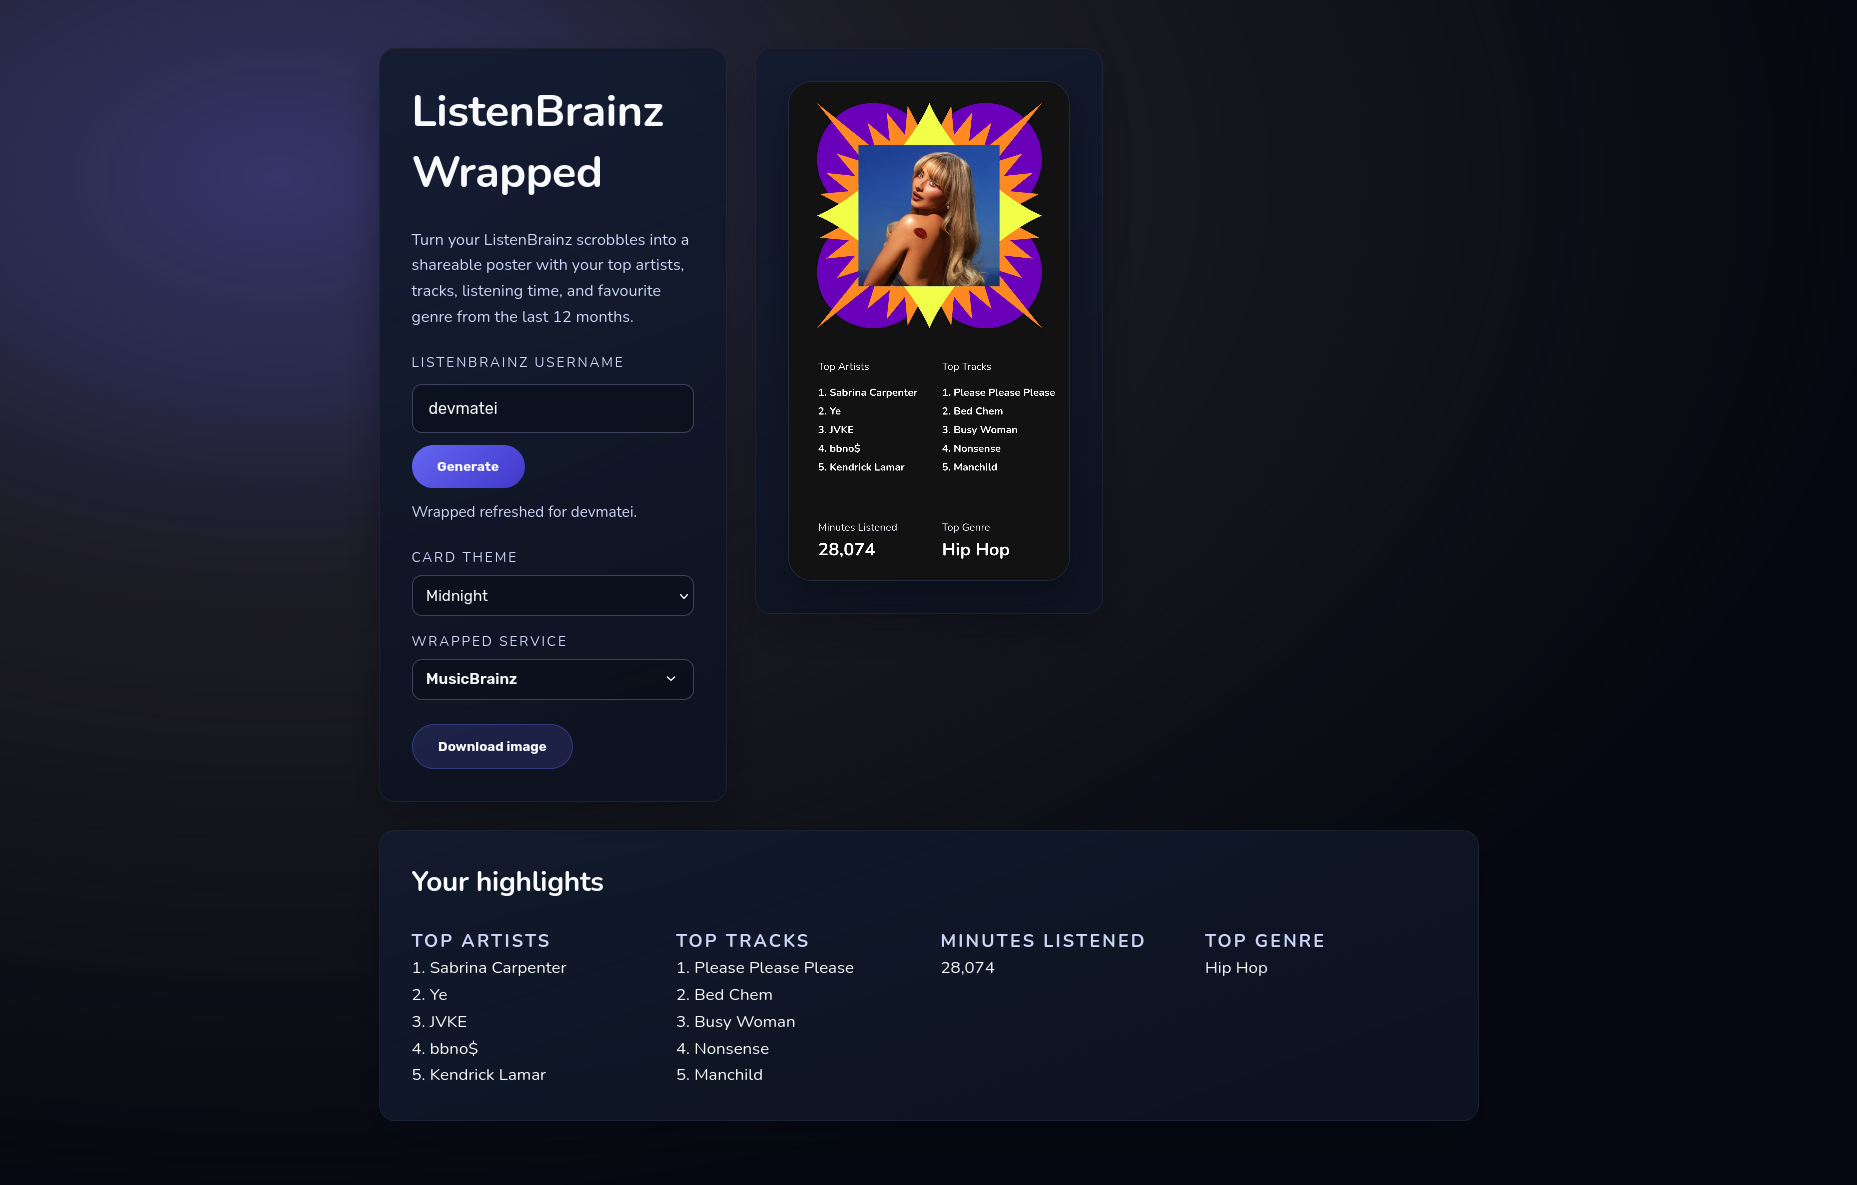 ListenBrainz
Wrapped
Turn your ListenBrainz scrobbles into a
shareable poster with your top artists,
tracks, listening time, and favourite
genre from the last 12 months.
LISTENBRAINZ USERNAME
devmatei
Generate
Wrapped refreshed for devmatei.
CARD THEME
Midnight
WRAPPED SERVICE
MusicBrainz
Download image
Top Artists
1. Sabrina Carpenter
2. Ye
3. JVKE
4. bbno$
5. Kendrick Lamar
Top Tracks
1. Please Please Please
2. Bed Chem
3. Busy Woman
4. Nonsense
5. Manchild
Minutes Listened
28,074
Top Genre
Hip Hop
Your highlights
TOP ARTISTS
1. Sabrina Carpenter
2. Ye
3. JVKE
4. bbno$
5. Kendrick Lamar
TOP TRACKS
1. Please Please Please
2. Bed Chem
3. Busy Woman
4. Nonsense
5. Manchild
MINUTES LISTENED
28,074
TOP GENRE
Hip Hop